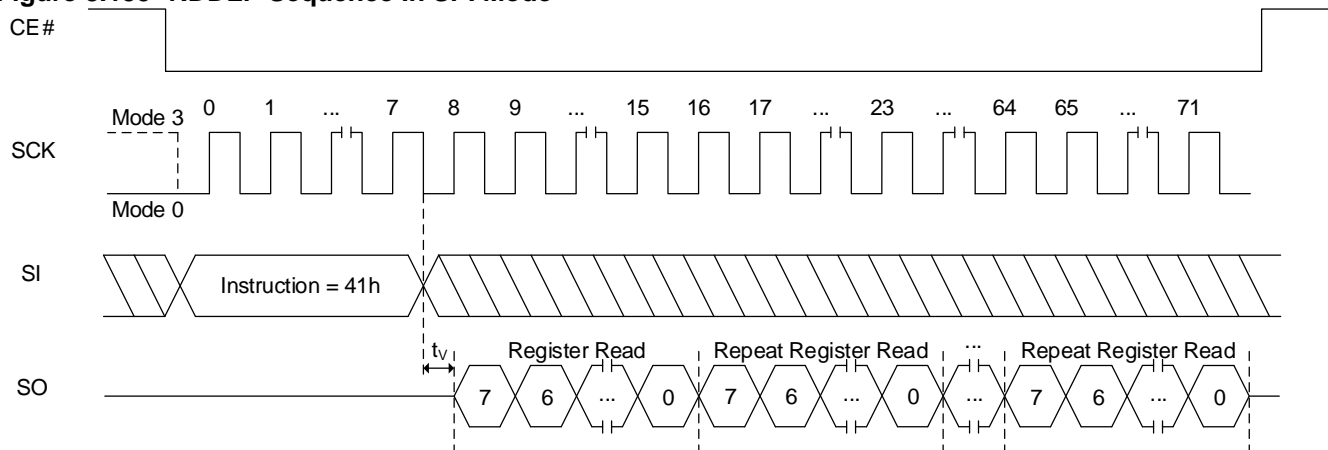 CE#
0 1 ... 7 8 9 ... 15 16 17 ... 23 ... 64 65 ... 71
Mode 3
SCK
Mode 0
SI
Instruction = 41h
tV
Register Read Repeat Register Read ... Repeat Register Read
SO
7 6 ... 0 7 6 ... 0 ... 7 6 ... 0